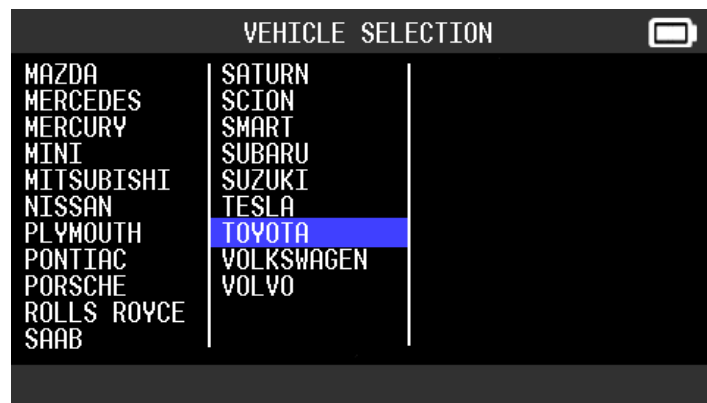 VEHICLE SELECTION
MAZDA
MERCEDES
MERCURY
MINI
MITSUBISHI
NISSAN
PLYMOUTH
PONTIAC
PORSCHE
ROLLS ROYCE
SAAB
SATURN
SCION
SMART
SUBARU
SUZUKI
TESLA
TOYOTA
VOLKSWAGEN
VOLVO